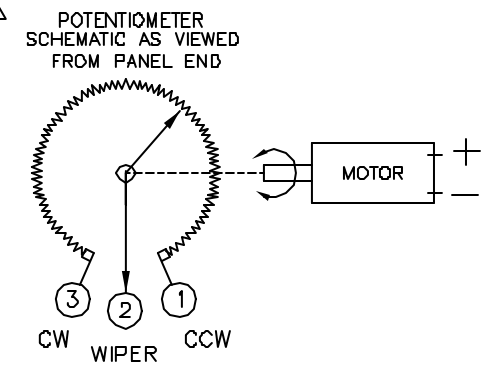 POTENTIOMETER
SCHEMATIC AS VIEWED
FROM PANEL END
MOTOR
+
−
3
2
1
CW
WIPER
CCW